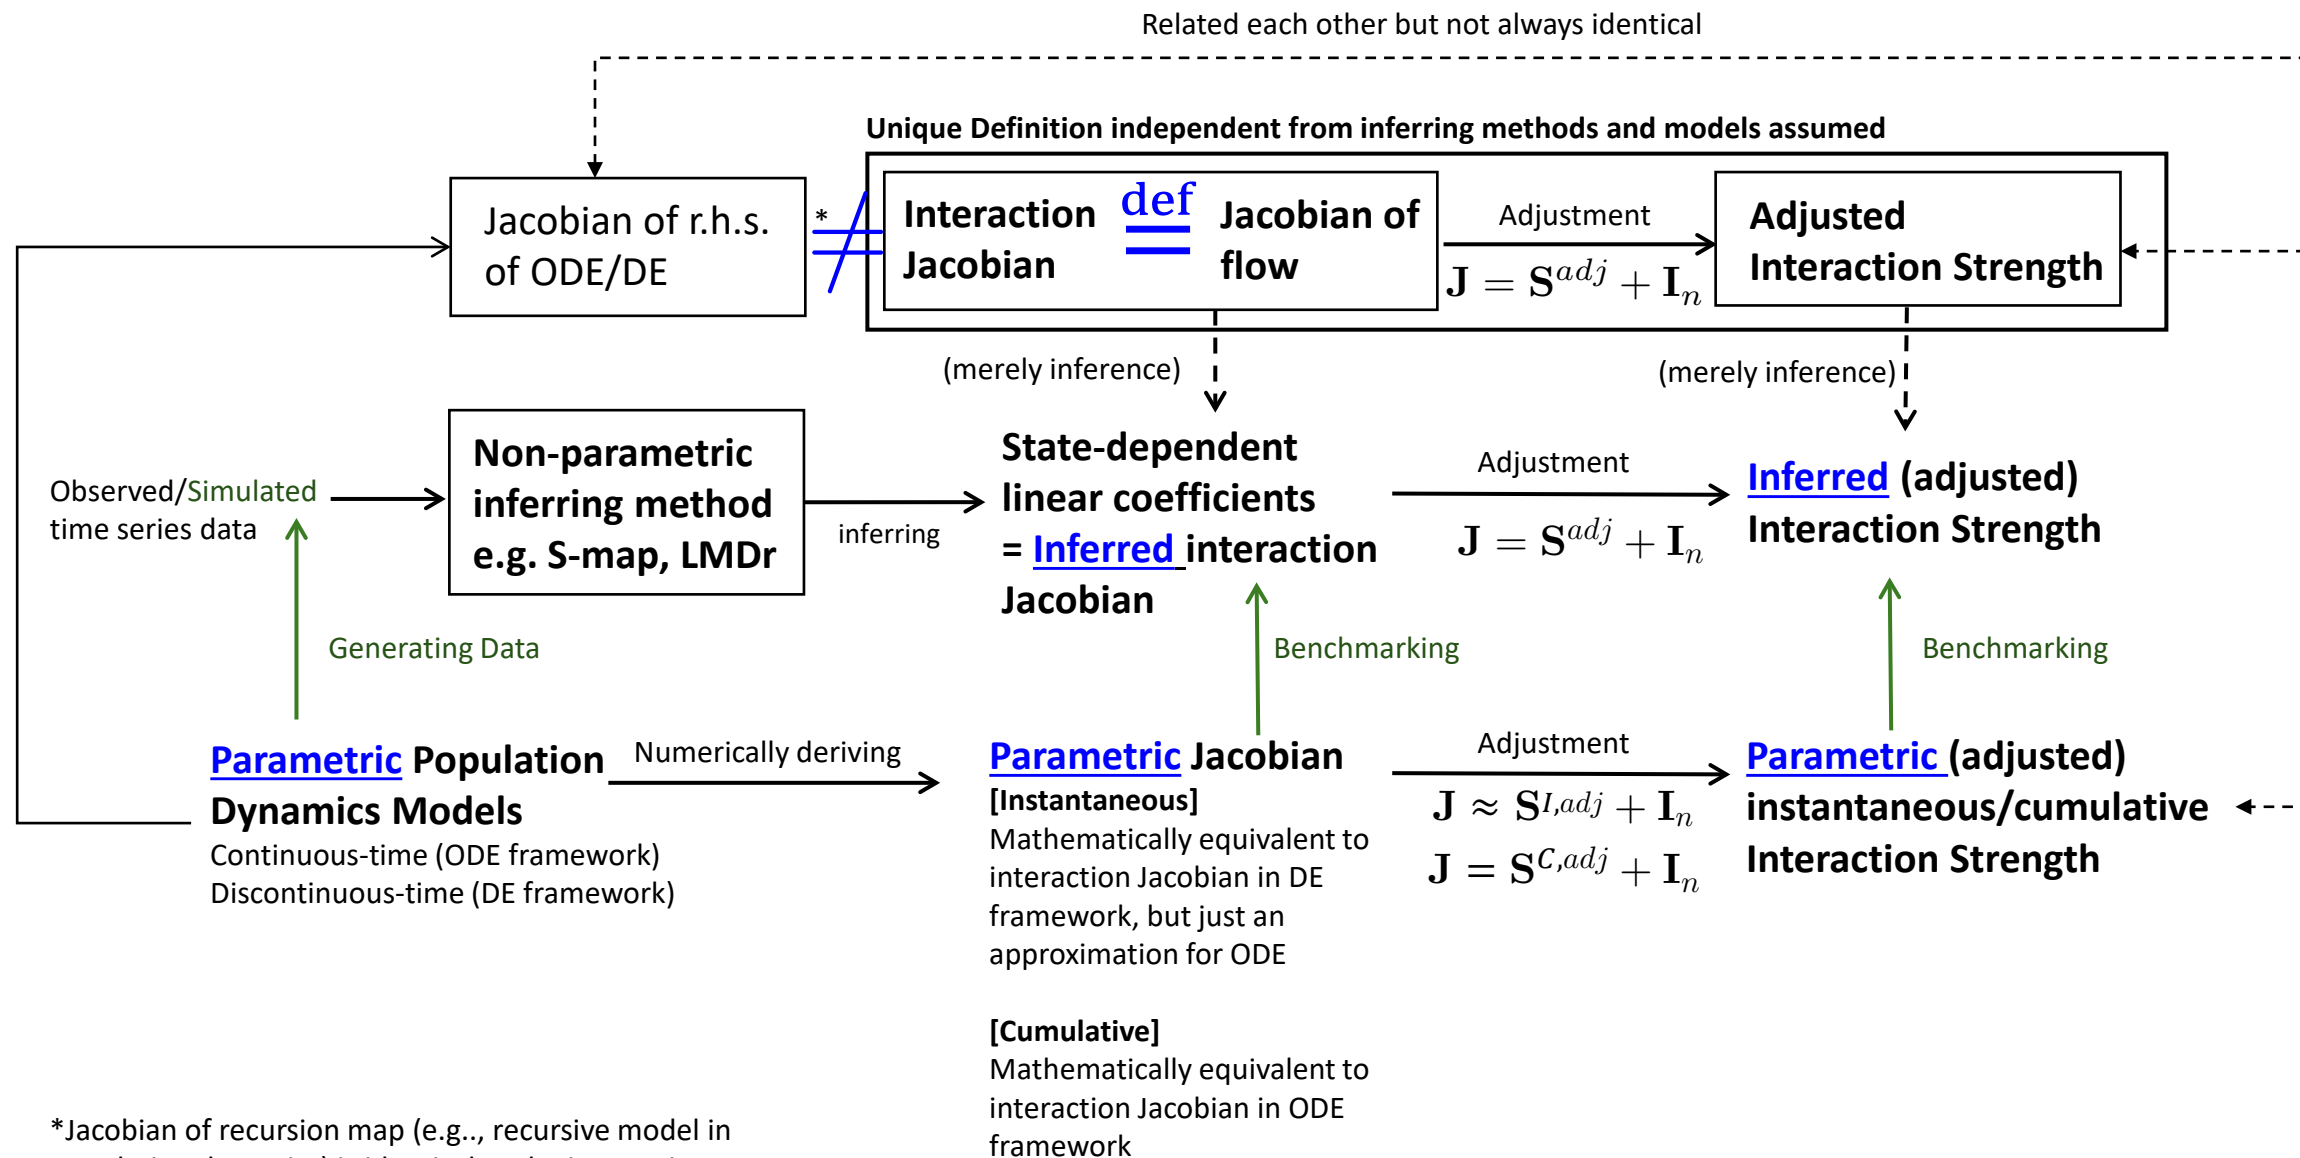 Related each other but not always identical
Unique Definition independent from inferring methods and models assumed
Jacobian of r.h.s.
of ODE/DE
*
Interaction
Jacobian
def
=
Jacobian of
flow
Adjustment
J = S^{adj} + I_n
Adjusted
Interaction Strength
(merely inference)
(merely inference)
Observed/Simulated
time series data
Non-parametric
inferring method
e.g. S-map, LMDr
inferring
State-dependent
linear coefficients
= Inferred interaction
Jacobian
Adjustment
J = S^{adj} + I_n
Inferred (adjusted)
Interaction Strength
Generating Data
Benchmarking
Benchmarking
Parametric Population
Dynamics Models
Continuous-time (ODE framework)
Discontinuous-time (DE framework)
Numerically deriving
Parametric Jacobian
[Instantaneous]
Mathematically equivalent to
interaction Jacobian in DE
framework, but just an
approximation for ODE
[Cumulative]
Mathematically equivalent to
interaction Jacobian in ODE
framework
Adjustment
J ≈ S^{I,adj} + I_n
J = S^{C,adj} + I_n
Parametric (adjusted)
instantaneous/cumulative
Interaction Strength
*Jacobian of recursion map (e.g.., recursive model in